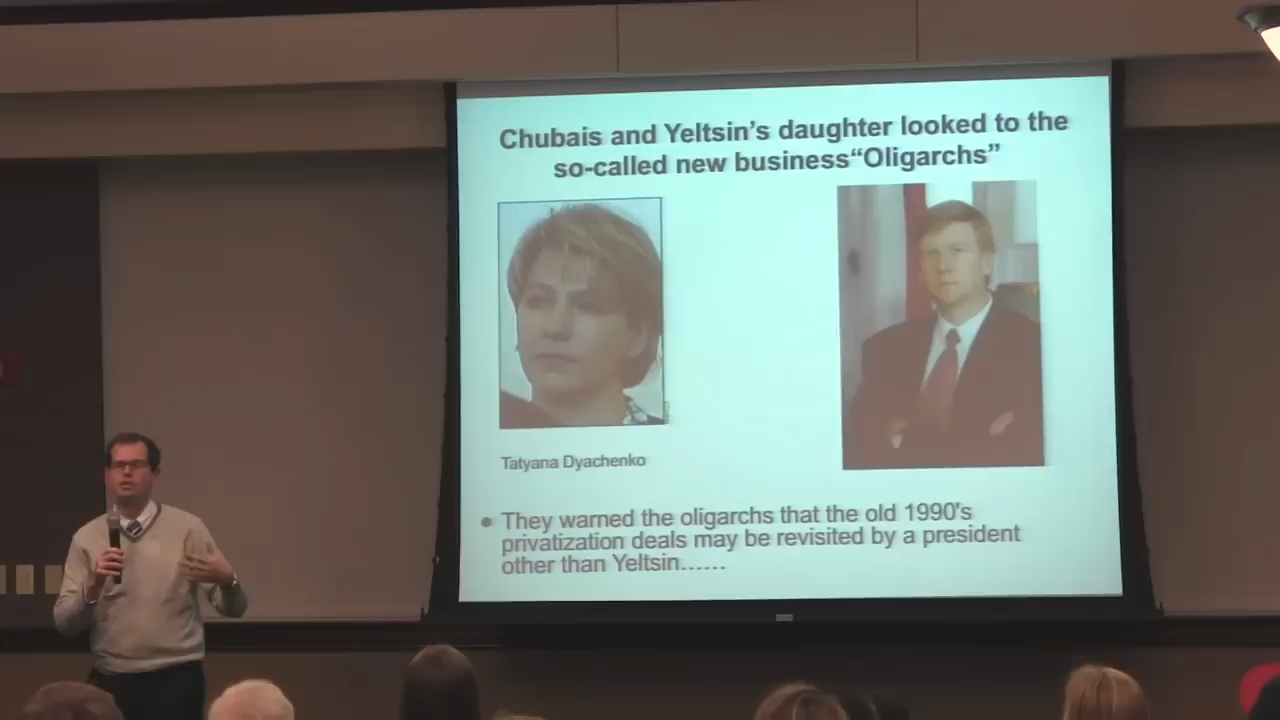 Chubais and Yeltsin's daughter looked to the
so-called new business“Oligarchs”
Tatyana Dyachenko
• They warned the oligarchs that the old 1990's
privatization deals may be revisited by a president
other than Yeltsin......